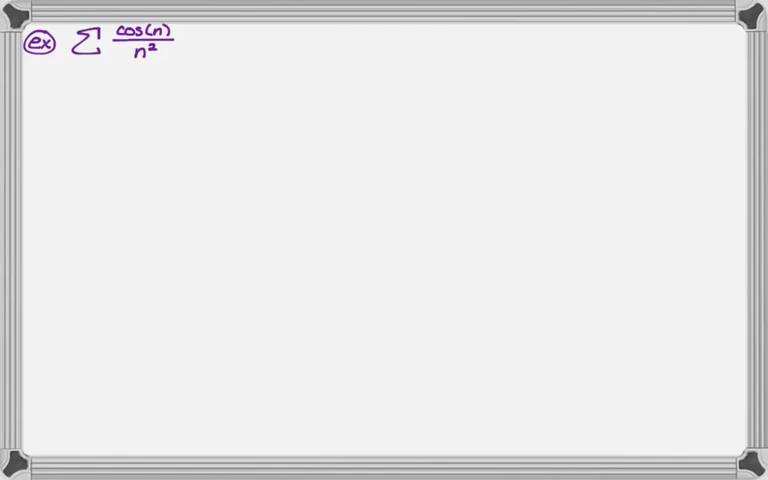 ex Σ cos(n)/n²